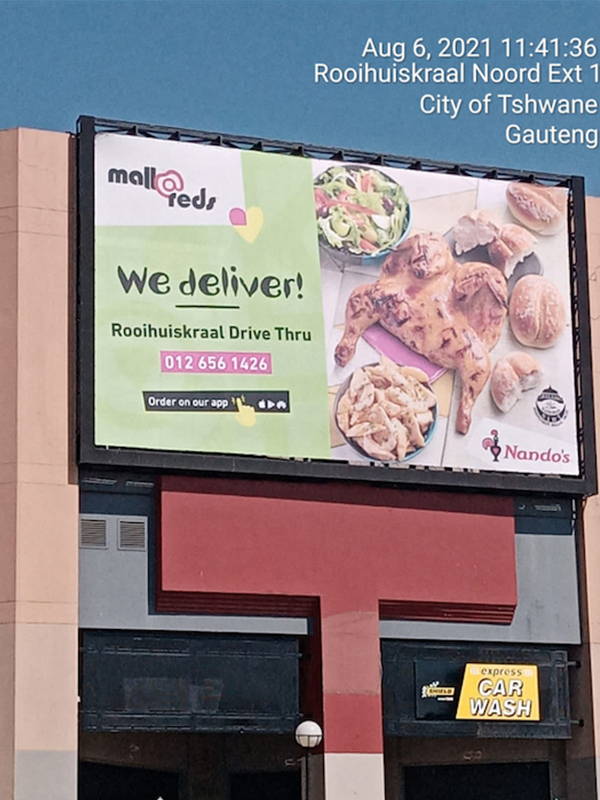 Aug 6, 2021 11:41:36
Rooihuiskraal Noord Ext 1
City of Tshwane
Gauteng
mall@reds
We deliver!
Rooihuiskraal Drive Thru
012 656 1426
Order on our app
Nando's
express
CAR
WASH
SHIELD